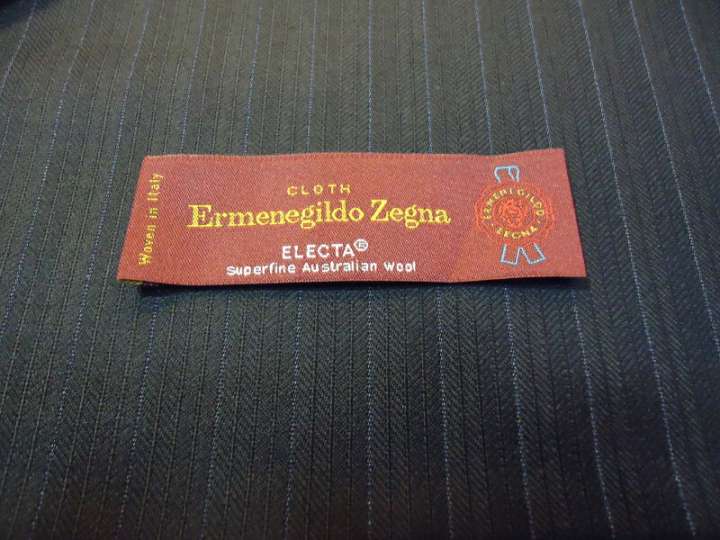 Woven in Italy
CLOTH
Ermenegildo Zegna
ELECTA®
Superfine Australian Wool
ERMENEGILDO
ZEGNA